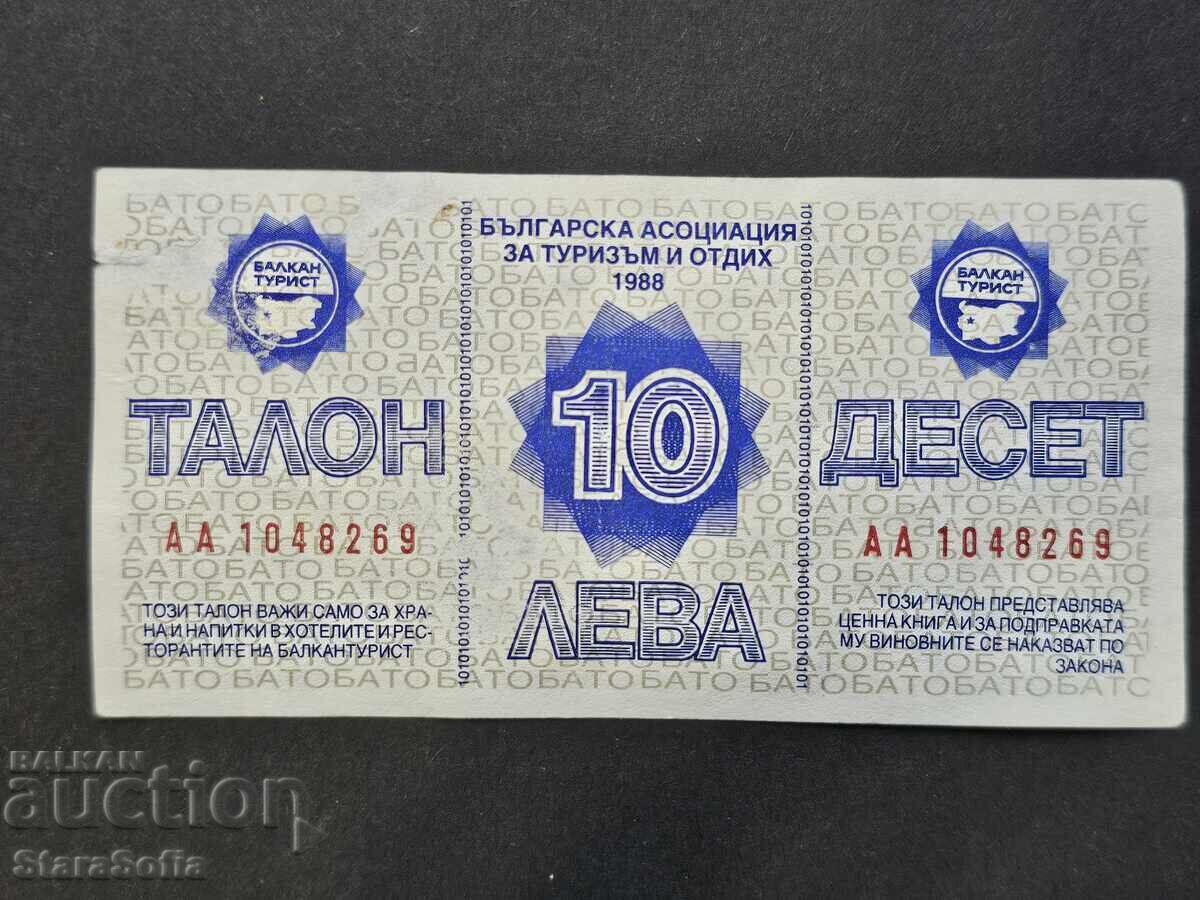 БЪЛГАРСКА АСОЦИАЦИЯ
ЗА ТУРИЗЪМ И ОТДИХ
1988
БАЛКАН
ТУРИСТ
БАЛКАН
ТУРИСТ
ТАЛОН
10
ДЕСЕТ
АА 1048269
АА 1048269
ЛЕВА
ТОЗИ ТАЛОН ВАЖИ САМО ЗА ХРА-
НА И НАПИТКИ В ХОТЕЛИТЕ И РЕС-
ТОРАНТИТЕ НА БАЛКАНТУРИСТ
ТОЗИ ТАЛОН ПРЕДСТАВЛЯВА
ЦЕННА КНИГА И ЗА ПОДПРАВКАТА
МУ ВИНОВНИТЕ СЕ НАКАЗВАТ ПО
ЗАКОНА
BALKAN
auction
StaraSofia